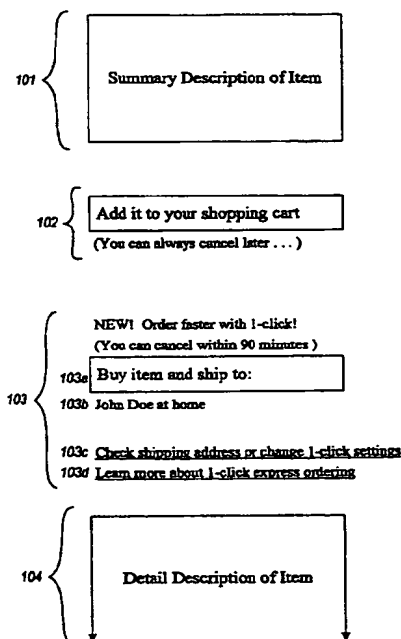 101
Summary Description of Item
102
Add it to your shopping cart
(You can always cancel later . . . )
NEW! Order faster with 1-click!
(You can cancel within 90 minutes )
103
103a Buy item and ship to:
103b John Doe at home
103c Check shipping address or change 1-click settings
103d Learn more about 1-click express ordering
104
Detail Description of Item